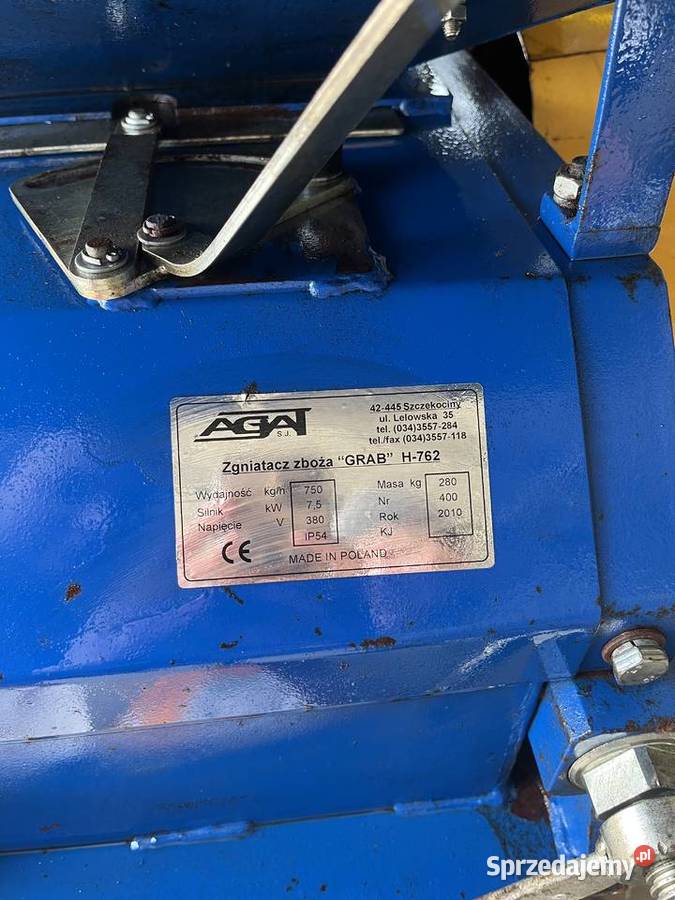 AGAT S.J.
42-445 Szczekociny
ul. Lelowska 35
tel. (034)3557-284
tel./fax (034)3557-118
Zgniatacz zboża "GRAB" H-762
Wydajność kg/h 750 Masa kg 280
Silnik kW 7,5 Nr 400
Napięcie V 380 Rok 2010
IP54 KJ
CE MADE IN POLAND
Sprzedajemy.pl